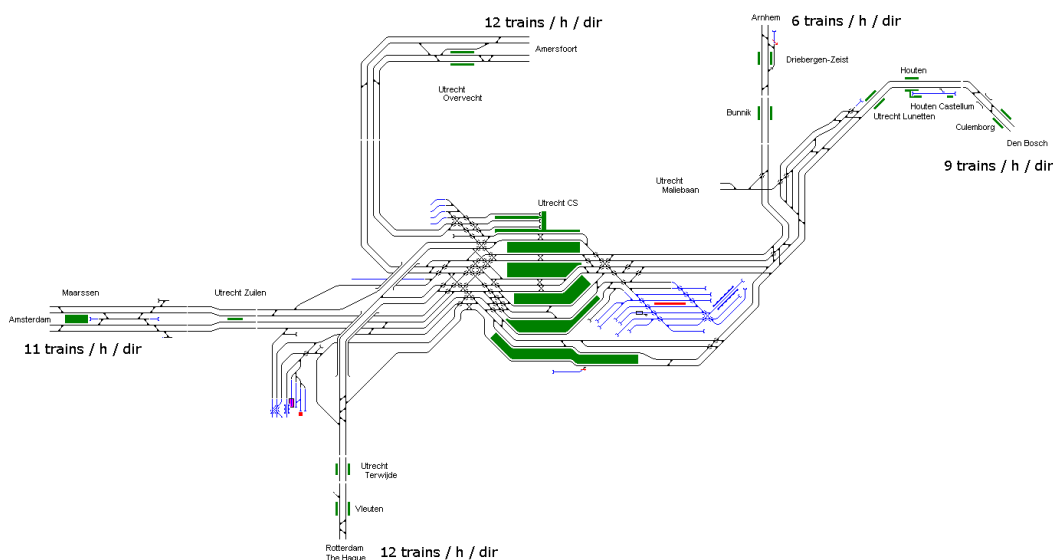 12 trains / h / dir
Arnhem
6 trains / h / dir
Amersfoort
Driebergen-Zeist
Utrecht
Overvecht
Houten
Bunnik
Houten Castellum
Utrecht Lunetten
Culemborg
Den Bosch
9 trains / h / dir
Utrecht
Maliebaan
Utrecht CS
Maarssen
Utrecht Zuilen
Amsterdam
11 trains / h / dir
Utrecht
Terwijde
Vleuten
Rotterdam
The Hague
12 trains / h / dir